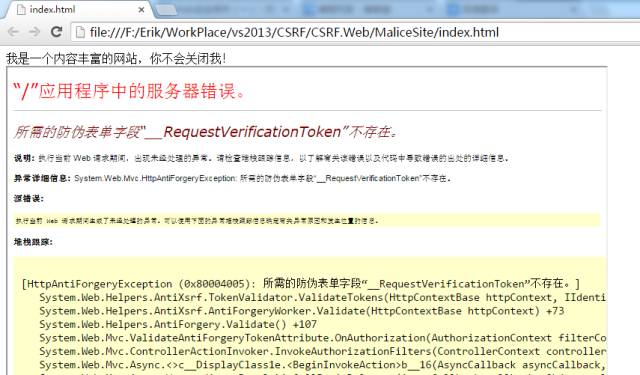 index.html
file:///F:/Erik/WorkPlace/vs2013/CSRF/CSRF.Web/MaliceSite/index.html
我是一个内容丰富的网站，你不会关闭我！
“/”应用程序中的服务器错误。
所需的防伪表单字段“__RequestVerificationToken”不存在。
说明: 执行当前 Web 请求期间，出现未经处理的异常。请检查堆栈跟踪信息，以了解有关该错误以及代码中导致错误的出处的详细信息。
异常详细信息: System.Web.Mvc.HttpAntiForgeryException: 所需的防伪表单字段“__RequestVerificationToken”不存在。
源错误:
执行当前 Web 请求期间生成了未经处理的异常。可以使用下面的异常堆栈跟踪信息确定有关异常原因和发生位置的信息。
堆栈跟踪:
[HttpAntiForgeryException (0x80004005): 所需的防伪表单字段“__RequestVerificationToken”不存在。]
System.Web.Helpers.AntiXsrf.TokenValidator.ValidateTokens(HttpContextBase httpContext, IIdenti
System.Web.Helpers.AntiXsrf.AntiForgeryWorker.Validate(HttpContextBase httpContext) +73
System.Web.Helpers.AntiForgery.Validate() +107
System.Web.Mvc.ValidateAntiForgeryTokenAttribute.OnAuthorization(AuthorizationContext filterCo
System.Web.Mvc.ControllerActionInvoker.InvokeAuthorizationFilters(ControllerContext controller
System.Web.Mvc.Async.<>c__DisplayClass1e.<BeginInvokeAction>b__16(AsyncCallback asyncCallback,